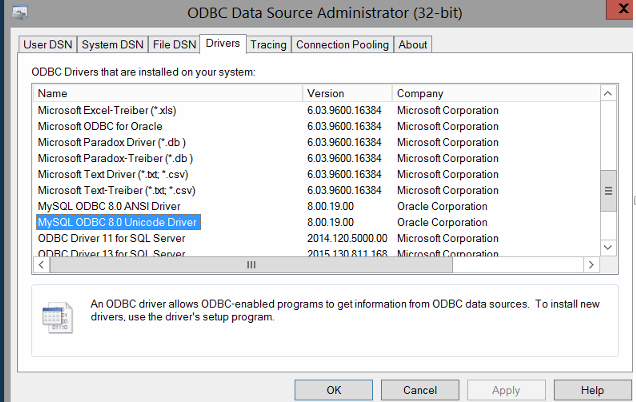 ODBC Data Source Administrator (32-bit)
User DSN System DSN File DSN Drivers Tracing Connection Pooling About
ODBC Drivers that are installed on your system:
Name Version Company
Microsoft Excel-Treiber (*.xls) 6.03.9600.16384 Microsoft Corporation
Microsoft ODBC for Oracle 6.03.9600.16384 Microsoft Corporation
Microsoft Paradox Driver (*.db ) 6.03.9600.16384 Microsoft Corporation
Microsoft Paradox-Treiber (*.db ) 6.03.9600.16384 Microsoft Corporation
Microsoft Text Driver (*.txt; *.csv) 6.03.9600.16384 Microsoft Corporation
Microsoft Text-Treiber (*.txt; *.csv) 6.03.9600.16384 Microsoft Corporation
MySQL ODBC 8.0 ANSI Driver 8.00.19.00 Oracle Corporation
MySQL ODBC 8.0 Unicode Driver 8.00.19.00 Oracle Corporation
ODBC Driver 11 for SQL Server 2014.120.5000.00 Microsoft Corporation
ODBC Driver 13 for SQL Server 2015.130.811.168 Microsoft Corporation
An ODBC driver allows ODBC-enabled programs to get information from ODBC data sources. To install new
drivers, use the driver's setup program.
OK Cancel Apply Help